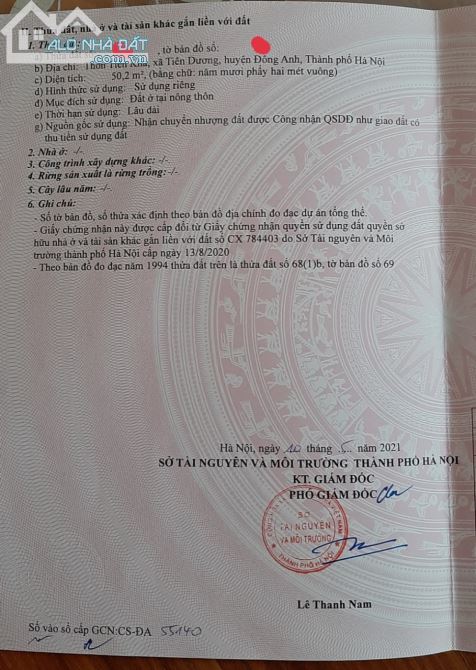 II. Thửa đất, nhà ở và tài sản khác gắn liền với đất
1. Thửa đất:
ALO NHÀ ĐẤT
a) Thửa đất số: , tờ bản đồ số:
b) Địa chỉ: Thôn Tiên Kha, xã Tiên Dương, huyện Đông Anh, Thành phố Hà Nội
c) Diện tích: 50,2 m², (bằng chữ: năm mươi phẩy hai mét vuông)
d) Hình thức sử dụng: Sử dụng riêng
đ) Mục đích sử dụng: Đất ở tại nông thôn
e) Thời hạn sử dụng: Lâu dài
g) Nguồn gốc sử dụng: Nhận chuyển nhượng đất được Công nhận QSDĐ như giao đất có
thu tiền sử dụng đất
2. Nhà ở: -/-.
3. Công trình xây dựng khác: -/-.
4. Rừng sản xuất là rừng trồng: -/-.
5. Cây lâu năm: -/-.
6. Ghi chú:
- Số tờ bản đồ, số thửa xác định theo bản đồ địa chính đo đạc dự án tổng thể.
- Giấy chứng nhận này được cấp đổi từ Giấy chứng nhận quyền sử dụng đất quyền sở
hữu nhà ở và tài sản khác gắn liền với đất số CX 784403 do Sở Tài nguyên và Môi
trường thành phố Hà Nội cấp ngày 13/8/2020
- Theo bản đồ đo đạc năm 1994 thửa đất trên là thửa đất số 68(1)b, tờ bản đồ số 69
Hà Nội, ngày 10 tháng 5 năm 2021
SỞ TÀI NGUYÊN VÀ MÔI TRƯỜNG THÀNH PHỐ HÀ NỘI
KT. GIÁM ĐỐC
PHÓ GIÁM ĐỐC
SỞ
TÀI NGUYÊN
VÀ MÔI TRƯỜNG
THÀNH PHỐ HÀ NỘI
Lê Thanh Nam
Số vào sổ cấp GCN:CS-ĐA 55140